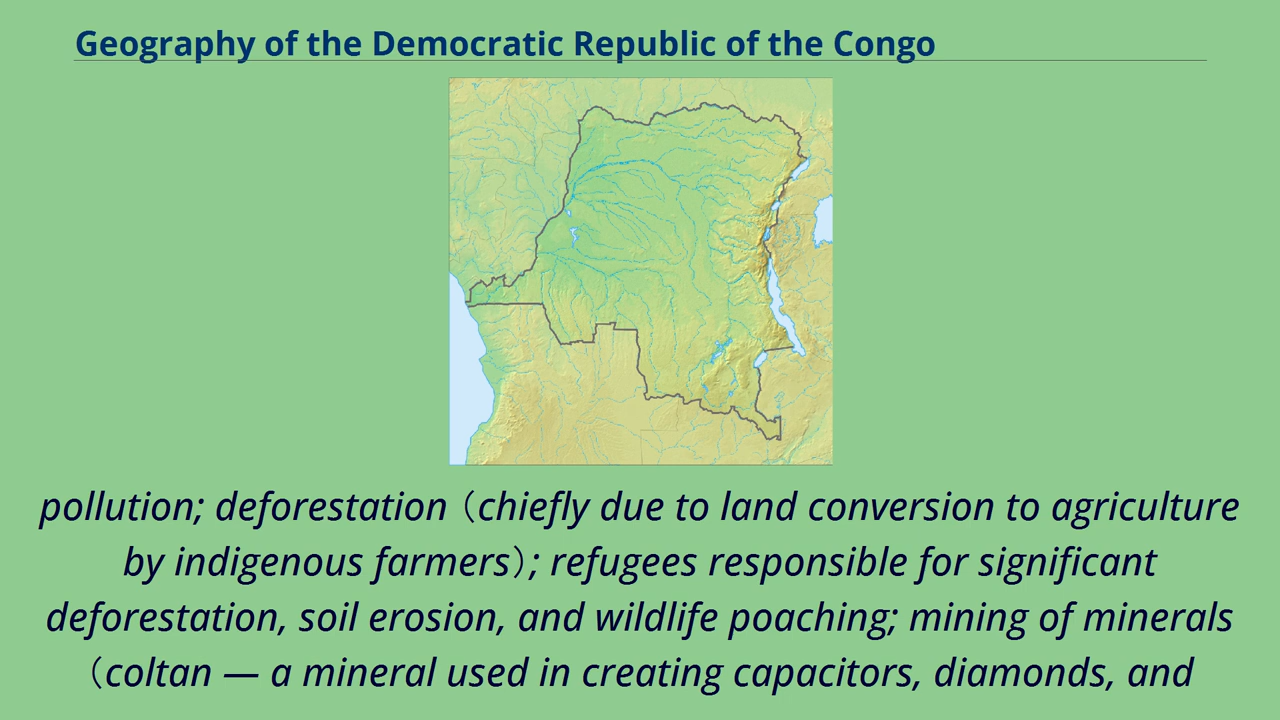 Geography of the Democratic Republic of the Congo
pollution; deforestation （chiefly due to land conversion to agriculture
by indigenous farmers）; refugees responsible for significant
deforestation, soil erosion, and wildlife poaching; mining of minerals
（coltan — a mineral used in creating capacitors, diamonds, and